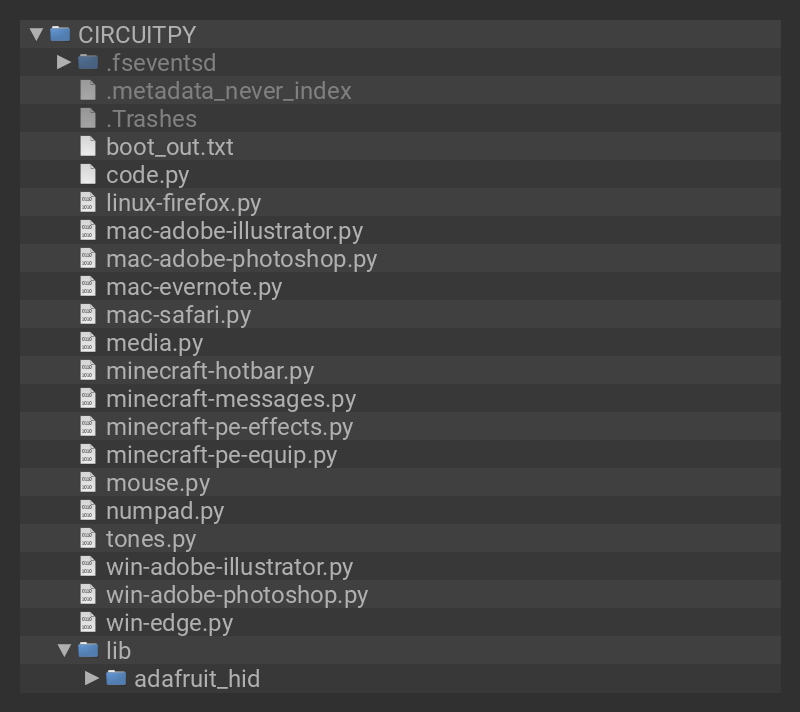 CIRCUITPY
.fseventsd
.metadata_never_index
.Trashes
boot_out.txt
code.py
linux-firefox.py
mac-adobe-illustrator.py
mac-adobe-photoshop.py
mac-evernote.py
mac-safari.py
media.py
minecraft-hotbar.py
minecraft-messages.py
minecraft-pe-effects.py
minecraft-pe-equip.py
mouse.py
numpad.py
tones.py
win-adobe-illustrator.py
win-adobe-photoshop.py
win-edge.py
lib
adafruit_hid